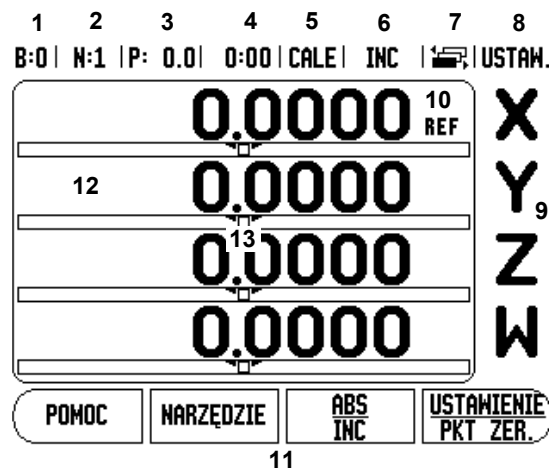 1 2 3 4 5 6 7 8
B:0 | N:1 | P: 0.0 | 0:00 | CALE | INC | | USTAW.
0.0000 10 REF X
12 0.0000 Y 9
13
0.0000 Z
0.0000 W
POMOC NARZĘDZIE ABS INC USTAWIENIE PKT ZER.
11